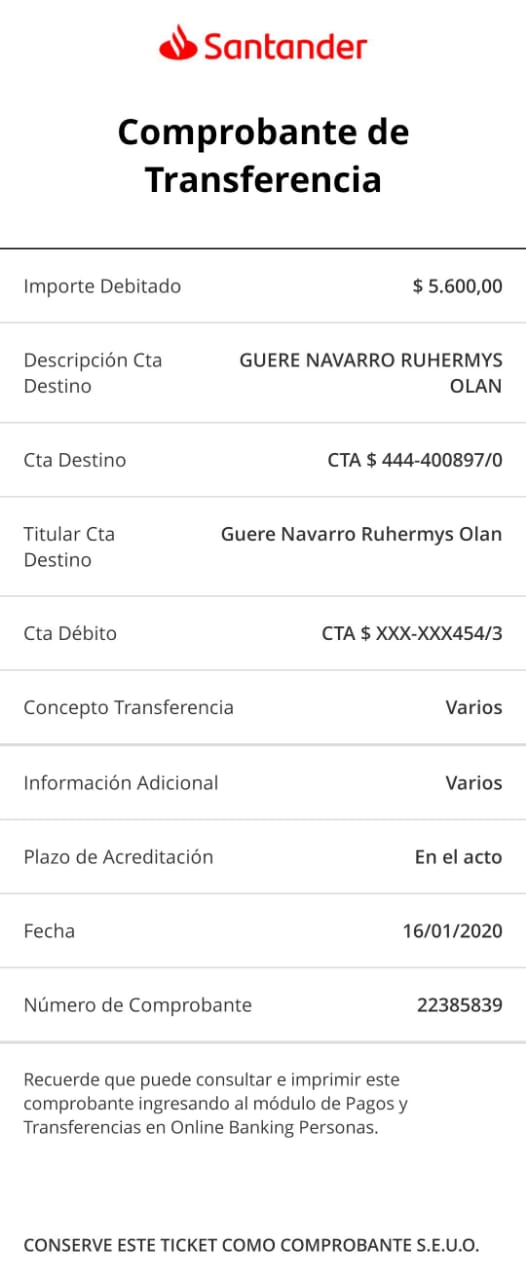 Santander
Comprobante de
Transferencia
Importe Debitado $ 5.600,00
Descripción Cta Destino GUERE NAVARRO RUHERMYS OLAN
Cta Destino CTA $ 444-400897/0
Titular Cta Destino Guere Navarro Ruhermys Olan
Cta Débito CTA $ XXX-XXX454/3
Concepto Transferencia Varios
Información Adicional Varios
Plazo de Acreditación En el acto
Fecha 16/01/2020
Número de Comprobante 22385839
Recuerde que puede consultar e imprimir este
comprobante ingresando al módulo de Pagos y
Transferencias en Online Banking Personas.
CONSERVE ESTE TICKET COMO COMPROBANTE S.E.U.O.